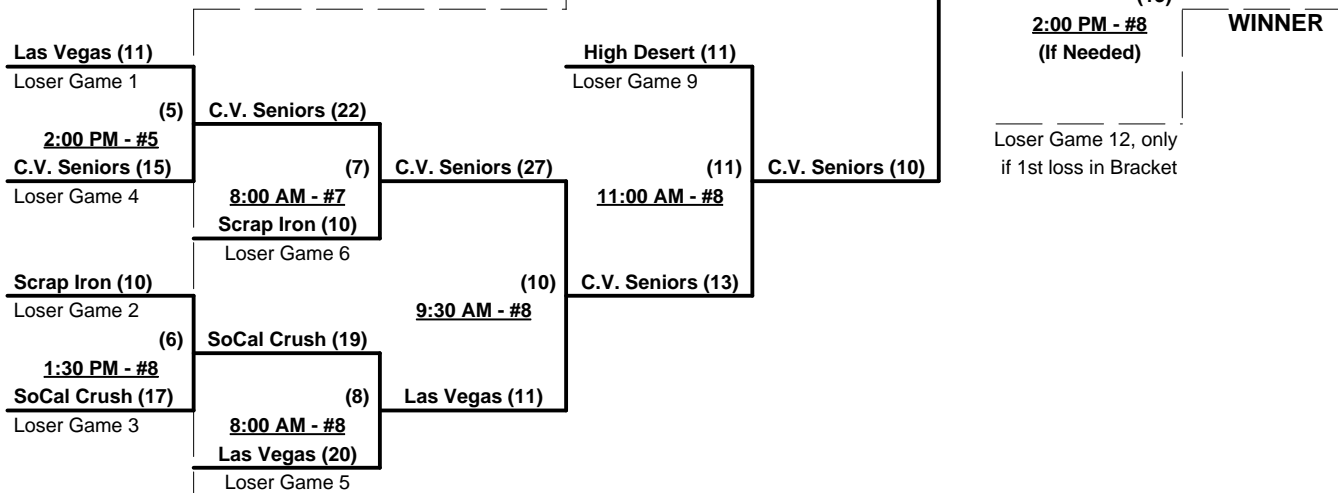 2:00 PM - #8
WINNER
(If Needed)
Las Vegas (11)
High Desert (11)
Loser Game 1
Loser Game 9
(5)
C.V. Seniors (22)
2:00 PM - #5
Loser Game 12, only
if 1st loss in Bracket
C.V. Seniors (15)
(7)
C.V. Seniors (27)
(11)
C.V. Seniors (10)
Loser Game 4
8:00 AM - #7
11:00 AM - #8
Scrap Iron (10)
Loser Game 6
Scrap Iron (10)
(10)
C.V. Seniors (13)
Loser Game 2
9:30 AM - #8
(6)
SoCal Crush (19)
1:30 PM - #8
SoCal Crush (17)
(8)
Las Vegas (11)
Loser Game 3
8:00 AM - #8
Las Vegas (20)
Loser Game 5